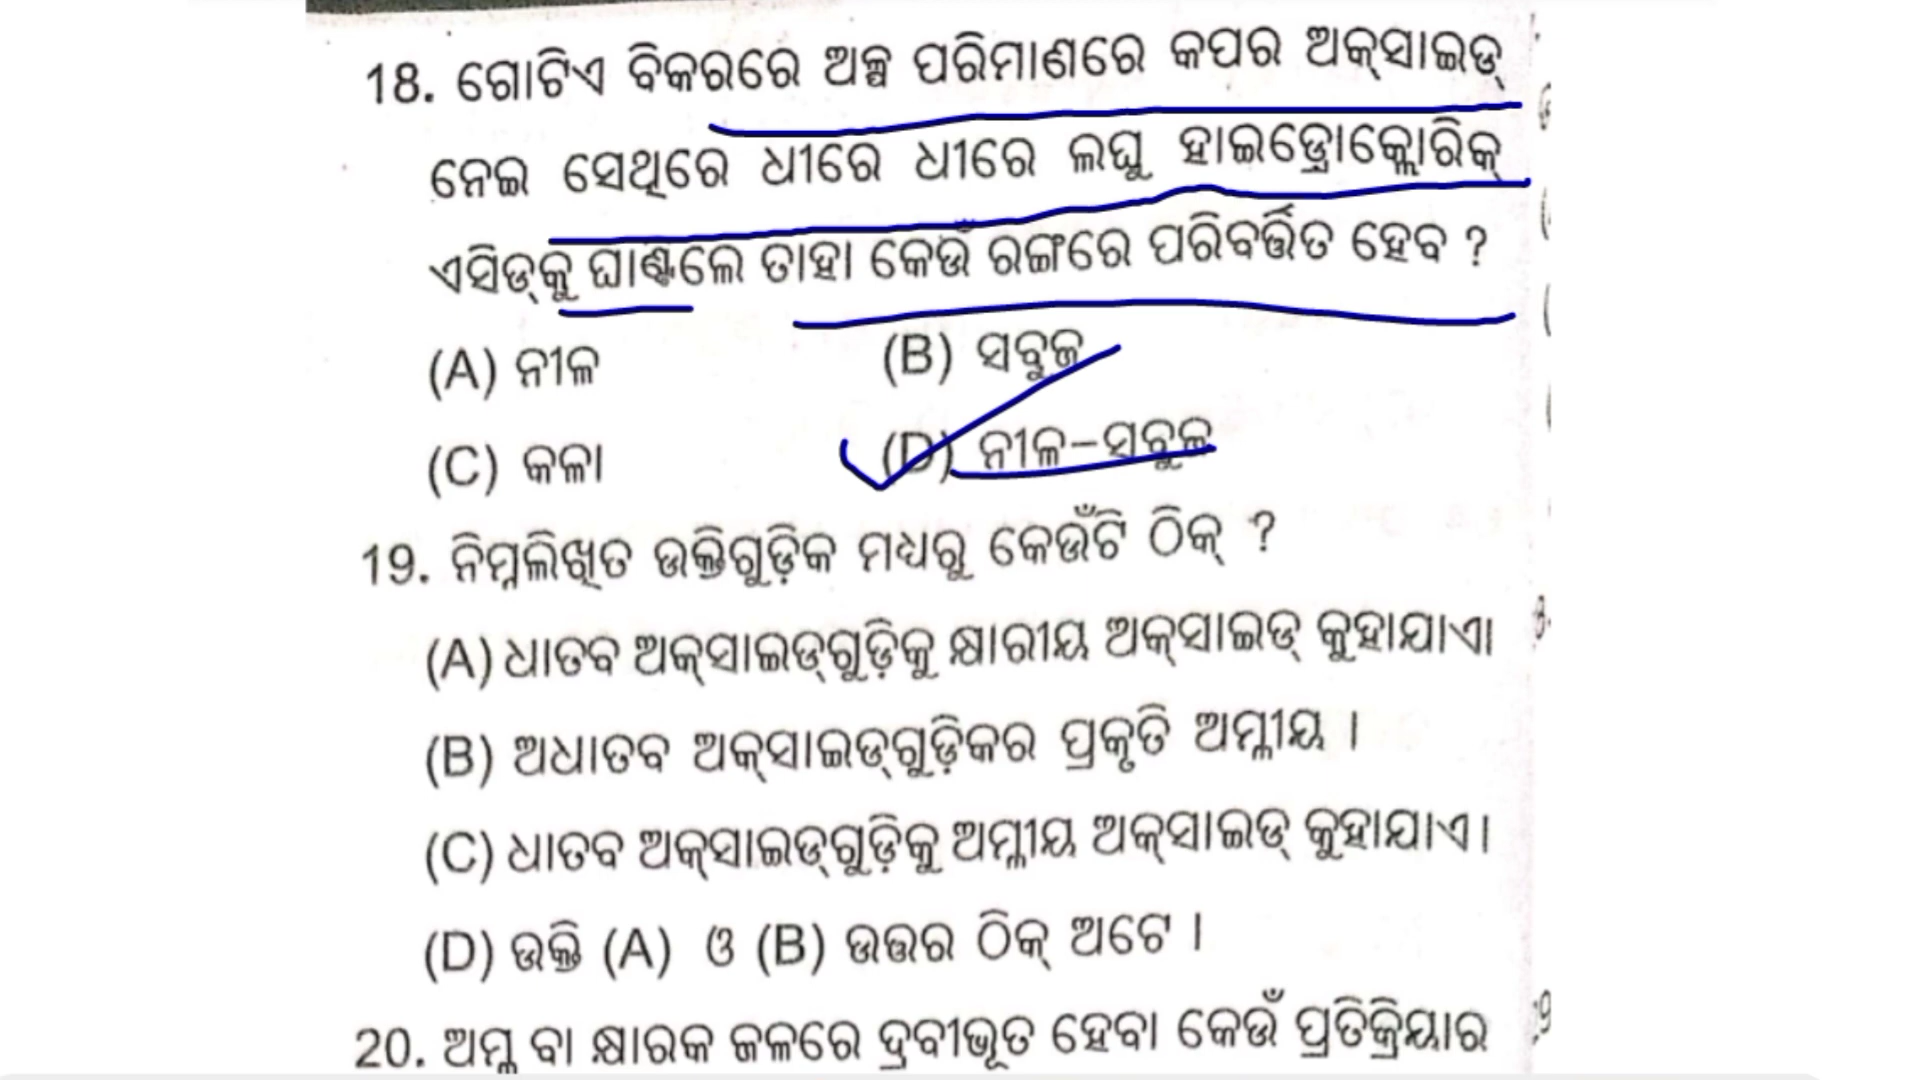 18. ଗୋଟିଏ ବିକରରେ ଅଳ୍ପ ପରିମାଣରେ କପର ଅକ୍‌ସାଇଡ୍
ନେଇ ସେଥିରେ ଧୀରେ ଧୀରେ ଲଘୁ ହାଇଡ୍ରୋକ୍ଲୋରିକ୍
ଏସିଡ୍‌କୁ ଘାଣ୍ଟିଲେ ତାହା କେଉଁ ରଙ୍ଗରେ ପରିବର୍ତ୍ତିତ ହେବ ?
(A) ନୀଳ (B) ସବୁଜ
(C) କଳା (D) ନୀଳ–ସବୁଜ
19. ନିମ୍ନଲିଖିତ ଉକ୍ତିଗୁଡ଼ିକ ମଧ୍ୟରୁ କେଉଁଟି ଠିକ୍ ?
(A) ଧାତବ ଅକ୍‌ସାଇଡ୍‌ଗୁଡ଼ିକୁ କ୍ଷାରୀୟ ଅକ୍‌ସାଇଡ୍ କୁହାଯାଏ।
(B) ଅଧାତବ ଅକ୍‌ସାଇଡ୍‌ଗୁଡ଼ିକର ପ୍ରକୃତି ଅମ୍ଳୀୟ ।
(C) ଧାତବ ଅକ୍‌ସାଇଡ୍‌ଗୁଡ଼ିକୁ ଅମ୍ଳୀୟ ଅକ୍‌ସାଇଡ୍ କୁହାଯାଏ।
(D) ଉକ୍ତି (A) ଓ (B) ଉତ୍ତର ଠିକ୍ ଅଟେ ।
20. ଅମ୍ଳ ବା କ୍ଷାରକ ଜଳରେ ଦ୍ରବୀଭୂତ ହେବା କେଉଁ ପ୍ରତିକ୍ରିୟାର